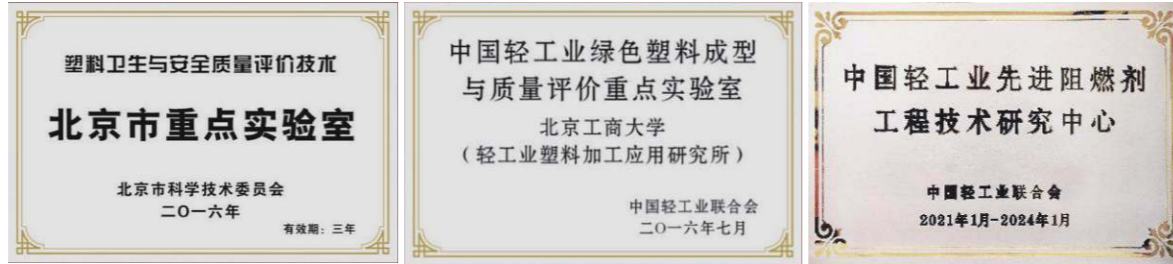 塑料卫生与安全质量评价技术
北京市重点实验室
北京市科学技术委员会
二〇一六年
有效期：三年
中国轻工业绿色塑料成型
与质量评价重点实验室
北京工商大学
（轻工业塑料加工应用研究所）
中国轻工业联合会
二〇一六年七月
中国轻工业先进阻燃剂
工程技术研究中心
中国轻工业联合会
2021年1月-2024年1月